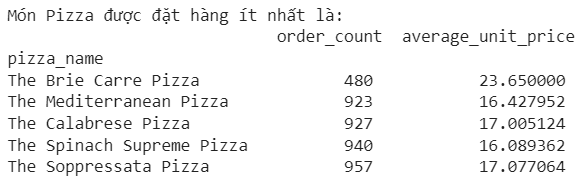 Món Pizza được đặt hàng ít nhất là:
order_count average_unit_price
pizza_name
The Brie Carre Pizza 480 23.650000
The Mediterranean Pizza 923 16.427952
The Calabrese Pizza 927 17.005124
The Spinach Supreme Pizza 940 16.089362
The Soppressata Pizza 957 17.077064